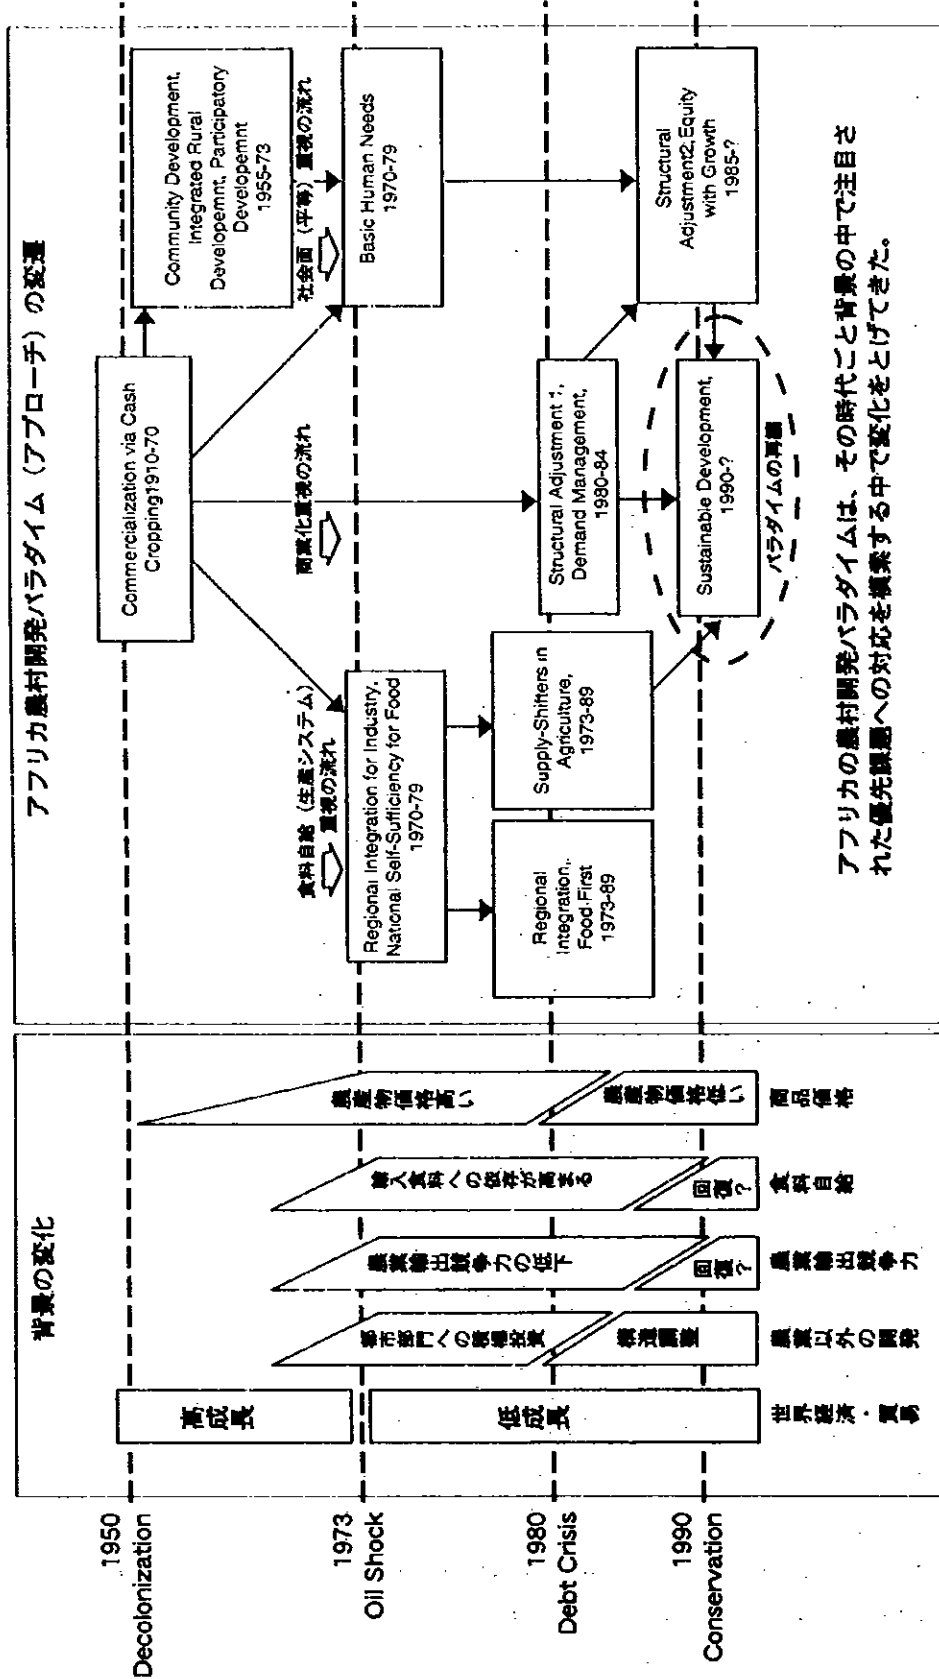 アフリカ農村開発パラダイム（アプローチ）の変遷
背景の変化
1950
Decolonization
1973
Oil Shock
1980
Debt Crisis
1990
Conservation
高成長
低成長
世界経済・貿易
都市部門への積極投資
構造調整
農業以外の開発
農業輸出競争力の低下
回復?
農業輸出競争力
輸入食料への依存が高まる
回復?
食料自給
農産物価格高い
農産物価格低い
商品価格
Commercialization via Cash
Cropping1910-70
Community Development,
Integrated Rural
Developemnt, Participatory
Developemnt
1955-73
食料自給（生産システム）
重視の流れ
商業化重視の流れ
社会面（平等）重視の流れ
Regional Integration for Industry,
National Self-Sufficiency for Food
1970-79
Basic Human Needs
1970-79
Regional
Integration,
Food-First
1973-89
Supply-Shifters in
Agriculture,
1973-89
Structural Adjustment 1,
Demand Management,
1980-84
Structural
Adjustment2,Equity
with Growth
1985-?
Sustainable Development,
1990-?
パラダイムの再編
アフリカの農村開発パラダイムは、その時代ごと背景の中で注目さ
れた優先課題への対応を模索する中で変化をとげてきた。